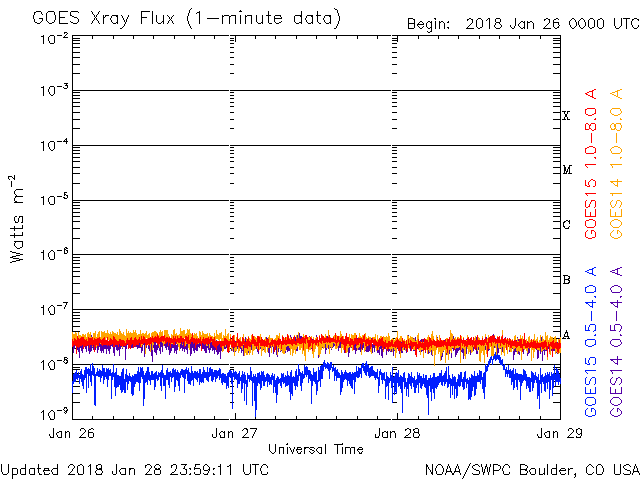 GOES Xray Flux (1-minute data)
Begin: 2018 Jan 26 0000 UTC
10⁻²
10⁻³
10⁻⁴
10⁻⁵
10⁻⁶
10⁻⁷
10⁻⁸
10⁻⁹
Watts m⁻²
X
M
C
B
A
GOES15 1.0-8.0 A
GOES14 1.0-8.0 A
GOES15 0.5-4.0 A
GOES14 0.5-4.0 A
Jan 26
Jan 27
Jan 28
Jan 29
Universal Time
Updated 2018 Jan 28 23:59:11 UTC
NOAA/SWPC Boulder, CO USA